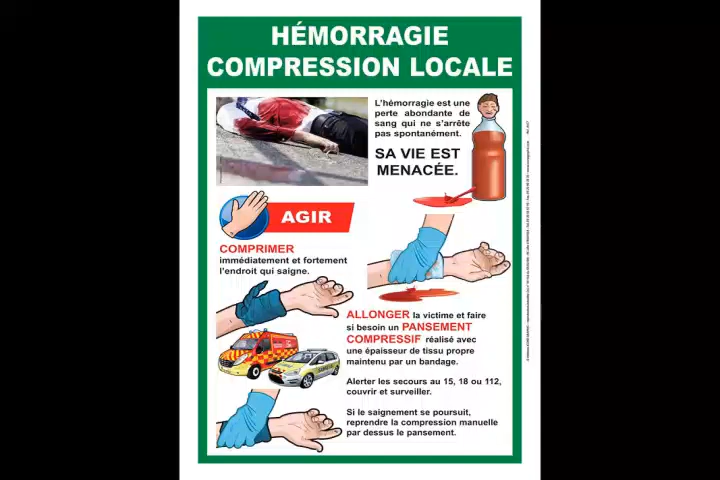 HÉMORRAGIE
COMPRESSION LOCALE
L'hémorragie est une
perte abondante de
sang qui ne s'arrête
pas spontanément.
SA VIE EST
MENACÉE.
AGIR
COMPRIMER
immédiatement et fortement
l'endroit qui saigne.
ALLONGER la victime et faire
si besoin un PANSEMENT
COMPRESSIF réalisé avec
une épaisseur de tissu propre
maintenu par un bandage.
Alerter les secours au 15, 18 ou 112,
couvrir et surveiller.
Si le saignement se poursuit,
reprendre la compression manuelle
par dessus le pansement.